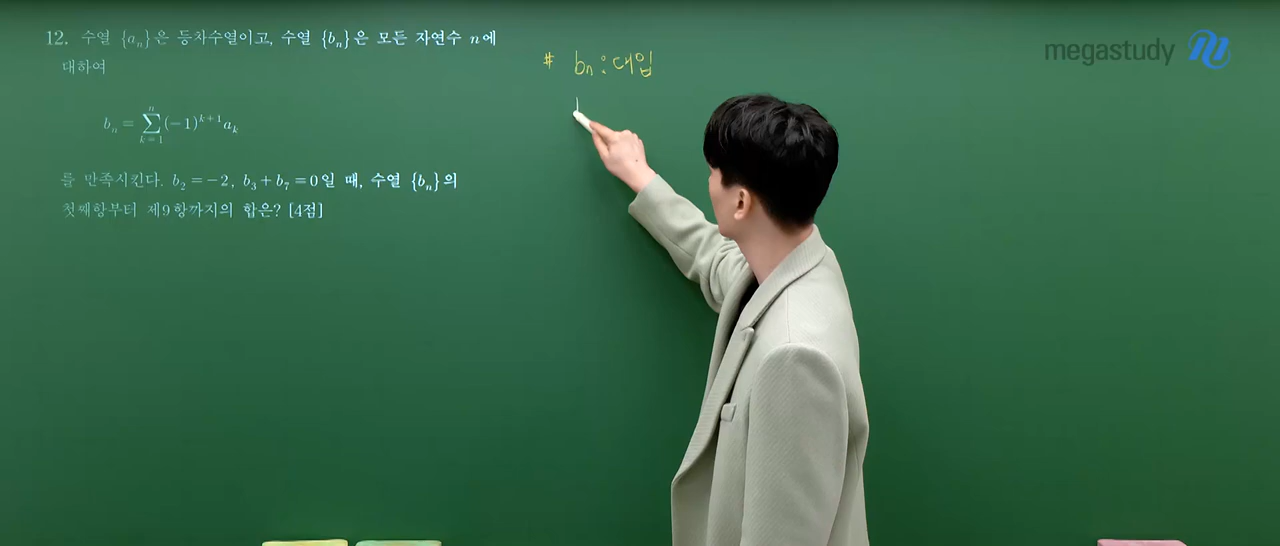 12. 수열 {aₙ}은 등차수열이고, 수열 {bₙ}은 모든 자연수 n에
대하여
bₙ = ∑ₖ₌₁ⁿ (−1)ᵏ⁺¹aₖ
를 만족시킨다. b₂ = −2, b₃ + b₇ = 0일 때, 수열 {bₙ}의
첫째항부터 제9항까지의 합은? [4점]
# bₙ : 대입
megastudy